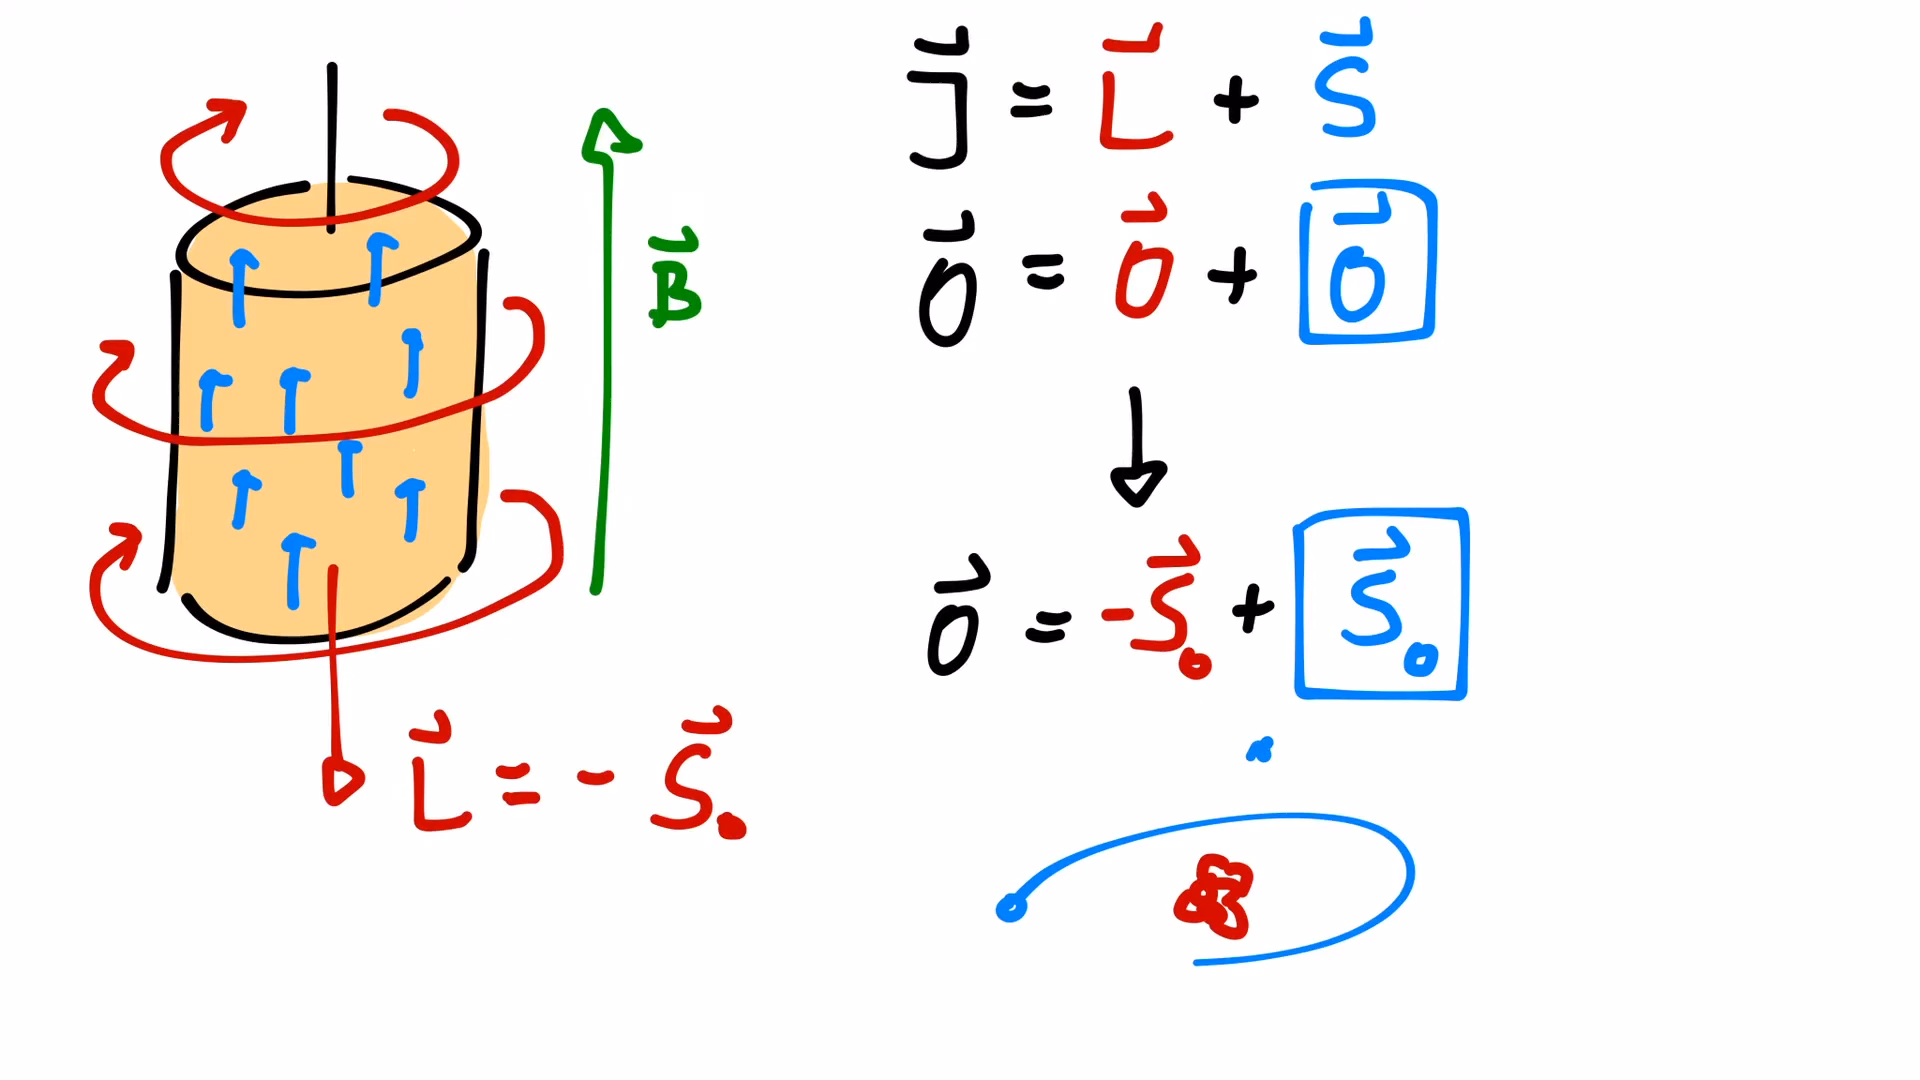 J⃗ = L⃗ + S⃗
0⃗ = 0⃗ + 0⃗
0⃗ = -S⃗₀ + S⃗₀
B⃗
L⃗ = - S⃗₀